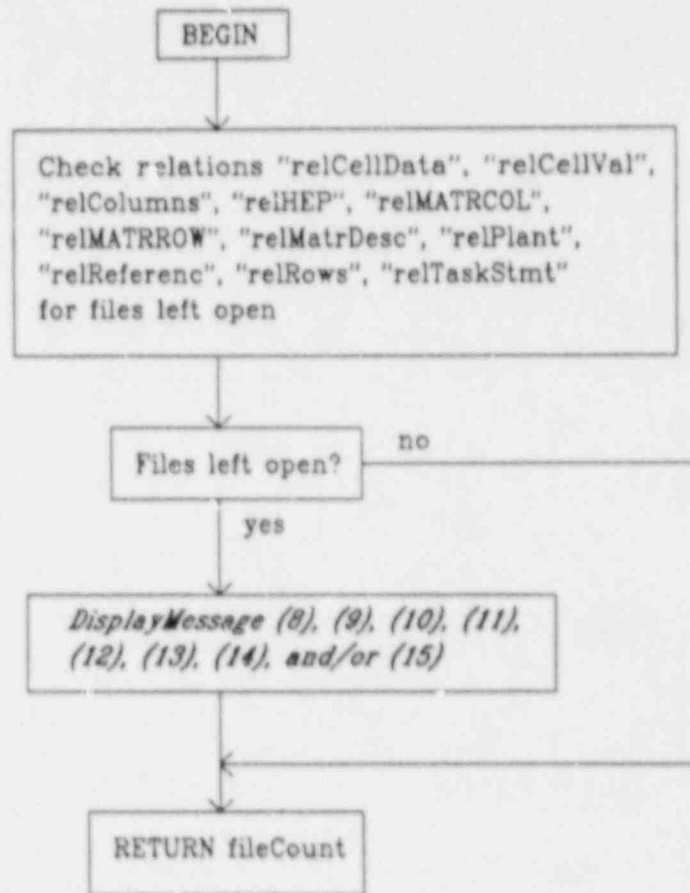 BEGIN
Check relations "relCellData", "relCellVal",
"relColumns", "relHEP", "relMATRCOL",
"relMATRROW", "relMatrDesc", "relPlant",
"relReferenc", "relRows", "relTaskStmt"
for files left open
Files left open?
no
yes
DisplayMessage (8), (9), (10), (11),
(12), (13), (14), and/or (15)
RETURN fileCount